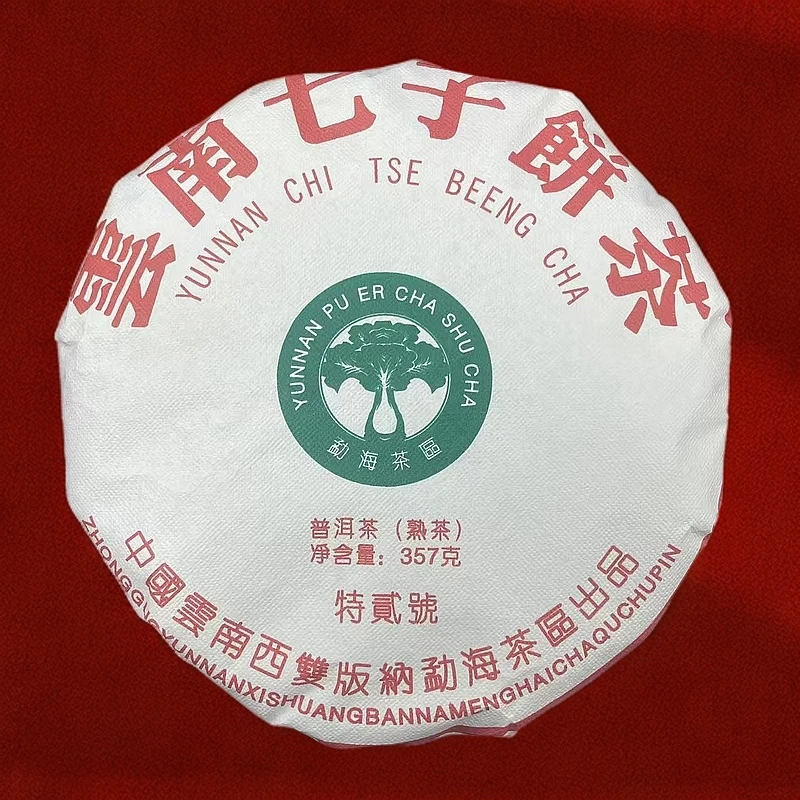 雲南七子餅茶
YUNNAN CHI TSE BEENG CHA
YUNNAN PU ER CHA SHU CHA
勐海茶區
普洱茶（熟茶）
净含量：357克
特貳號
中國雲南西雙版納勐海茶區出品
ZHONGGUOYUNNANXISHUANGBANNAMENGHAICHAQUCHUPIN